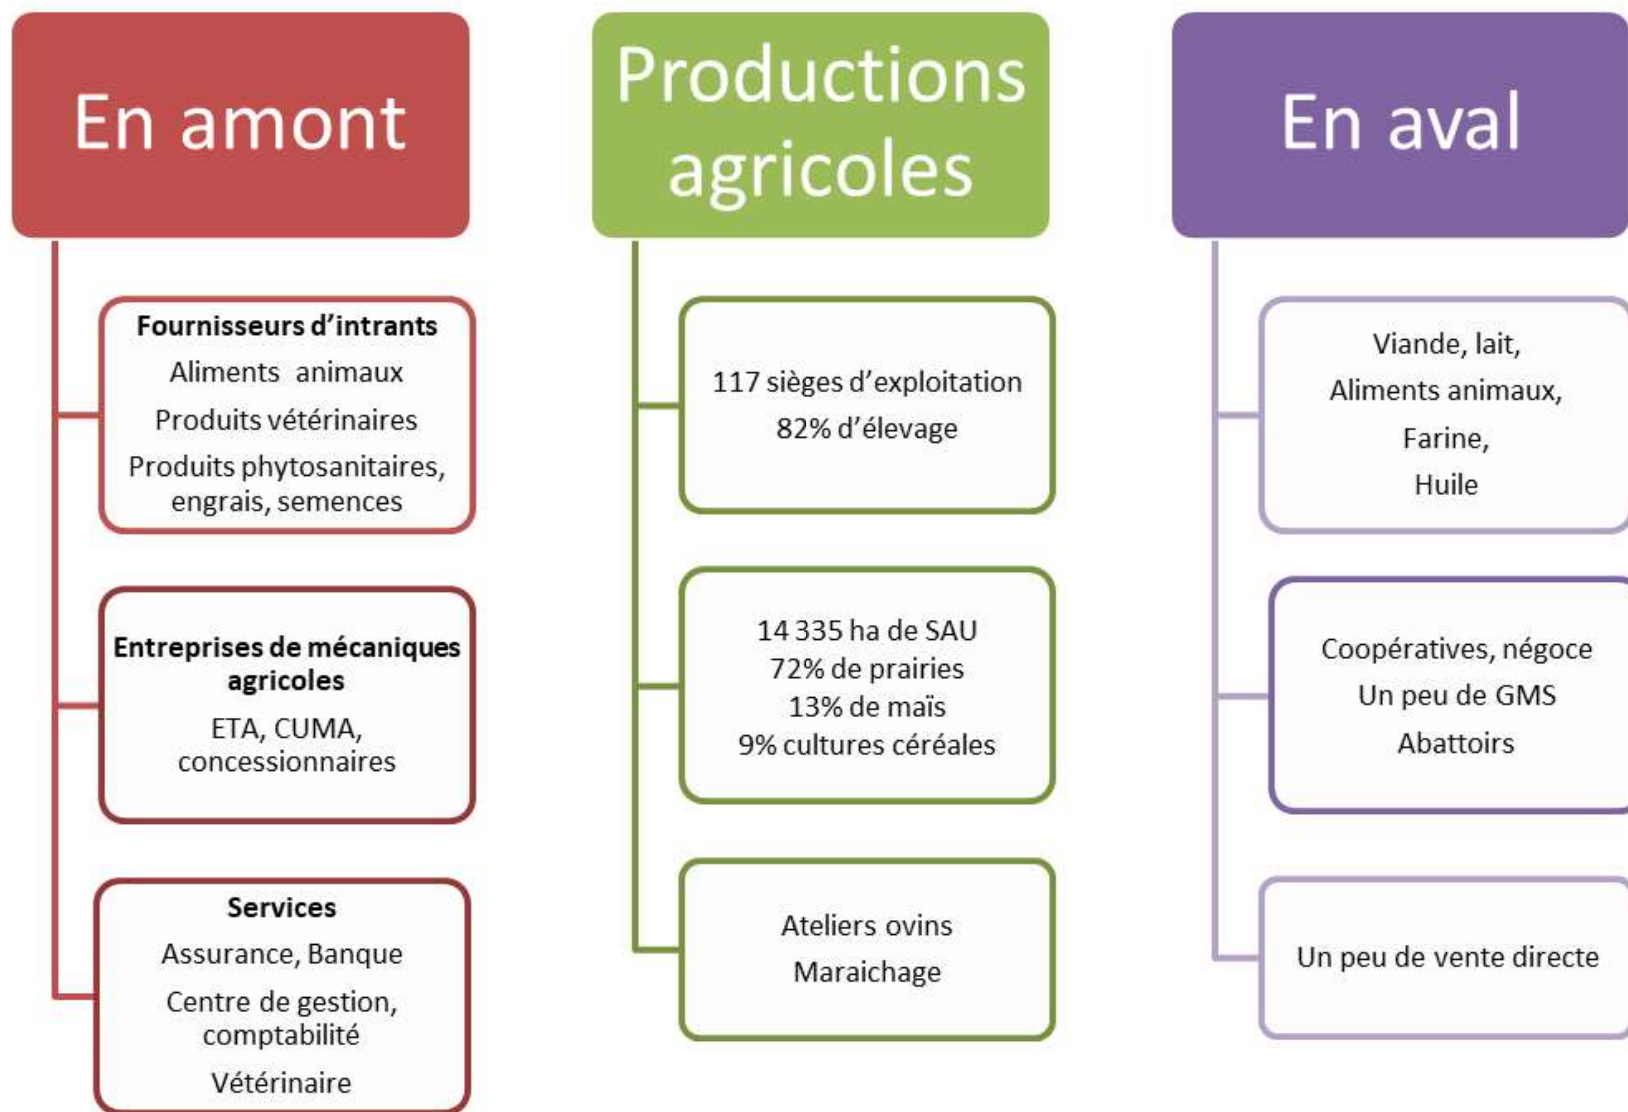 En amont
Fournisseurs d'intrants
Aliments animaux
Produits vétérinaires
Produits phytosanitaires,
engrais, semences
Entreprises de mécaniques
agricoles
ETA, CUMA,
concessionnaires
Services
Assurance, Banque
Centre de gestion,
comptabilité
Vétérinaire
Productions
agricoles
117 sièges d'exploitation
82% d'élevage
14 335 ha de SAU
72% de prairies
13% de maïs
9% cultures céréales
Ateliers ovins
Maraichage
En aval
Viande, lait,
Aliments animaux,
Farine,
Huile
Coopératives, négoce
Un peu de GMS
Abattoirs
Un peu de vente directe